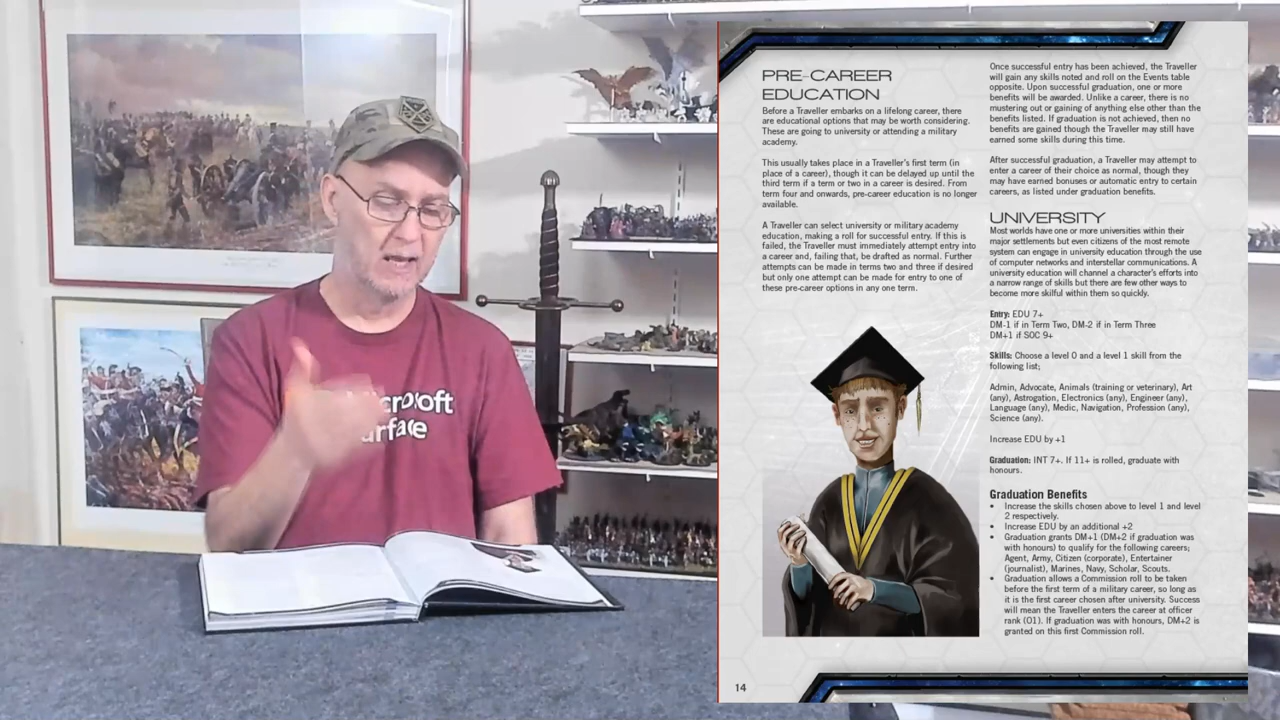 Microsoft
Surface
PRE-CAREER
EDUCATION
Before a Traveller embarks on a lifelong career, there
are educational options that may be worth considering.
These are going to university or attending a military
academy.
This usually takes place in a Traveller's first term (in
place of a career), though it can be delayed up until the
third term if a term or two in a career is desired. From
term four and onwards, pre-career education is no longer
available.
A Traveller can select university or military academy
education, making a roll for successful entry. If this is
failed, the Traveller must immediately attempt entry into
a career and, failing that, be drafted as normal. Further
attempts can be made in terms two and three if desired
but only one attempt can be made for entry to one of
these pre-career options in any one term.
14
Once successful entry has been achieved, the Traveller
will gain any skills noted and roll on the Events table
opposite. Upon successful graduation, one or more
benefits will be awarded. Unlike a career, there is no
mustering out or gaining of anything else other than the
benefits listed. If graduation is not achieved, then no
benefits are gained though the Traveller may still have
earned some skills during this time.
After successful graduation, a Traveller may attempt to
enter a career of their choice as normal, though they
may have earned bonuses or automatic entry to certain
careers, as listed under graduation benefits.
UNIVERSITY
Most worlds have one or more universities within their
major settlements but even citizens of the most remote
system can engage in university education through the use
of computer networks and interstellar communications. A
university education will channel a character's efforts into
a narrow range of skills but there are few other ways to
become more skilful within them so quickly.
Entry: EDU 7+
DM-1 if in Term Two, DM-2 if in Term Three
DM+1 if SOC 9+
Skills: Choose a level 0 and a level 1 skill from the
following list;
Admin, Advocate, Animals (training or veterinary), Art
(any), Astrogation, Electronics (any), Engineer (any),
Language (any), Medic, Navigation, Profession (any),
Science (any).
Increase EDU by +1
Graduation: INT 7+. If 11+ is rolled, graduate with
honours.
Graduation Benefits
• Increase the skills chosen above to level 1 and level
2 respectively.
• Increase EDU by an additional +2
• Graduation grants DM+1 (DM+2 if graduation was
with honours) to qualify for the following careers;
Agent, Army, Citizen (corporate), Entertainer
(journalist), Marines, Navy, Scholar, Scouts.
• Graduation allows a Commission roll to be taken
before the first term of a military career, so long as
it is the first career chosen after university. Success
will mean the Traveller enters the career at officer
rank (O1). If graduation was with honours, DM+2 is
granted on this first Commission roll.